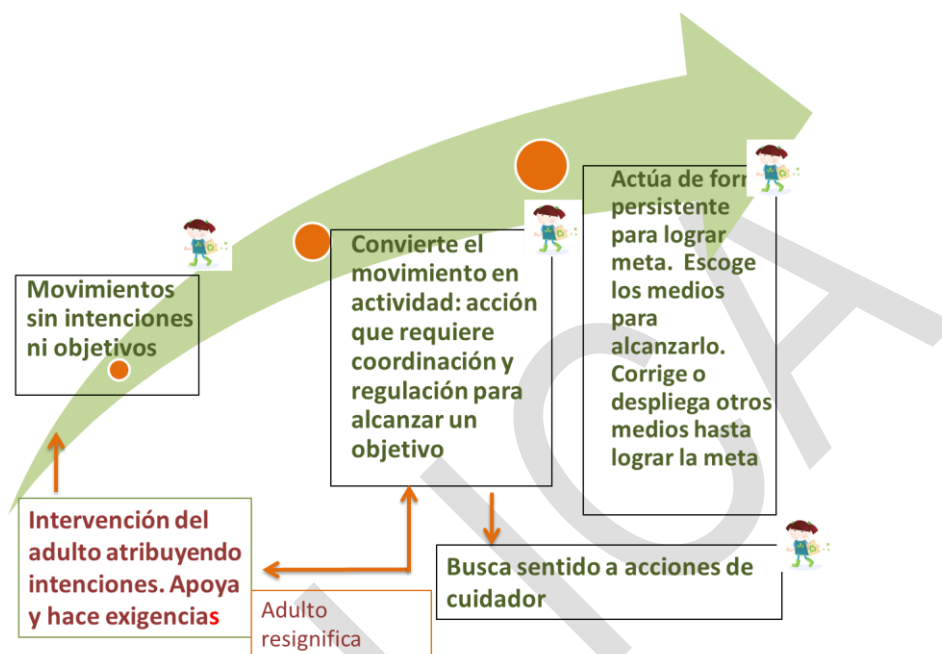 Movimientos
sin intenciones
ni objetivos
Convierte el
movimiento en
actividad: acción
que requiere
coordinación y
regulación para
alcanzar un
objetivo
Actúa de
persistente
para lograr
meta.  Escoge
los medios
para
alcanzarlo.
Corrige o
despliega otros
medios hasta
lograr la meta
Intervención del
adulto atribuyendo
intenciones. Apoya
y hace exigencias
Adulto
resignifica
Busca sentido a acciones de
cuidador
ICA